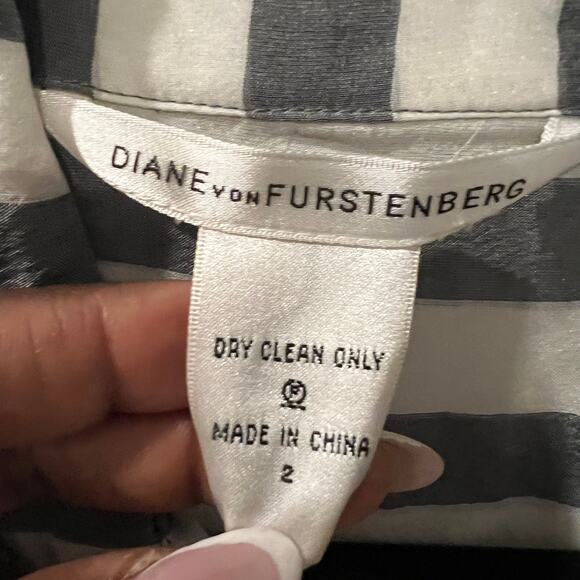 DIANE VON FURSTENBERG
DRY CLEAN ONLY
P
MADE IN CHINA
2